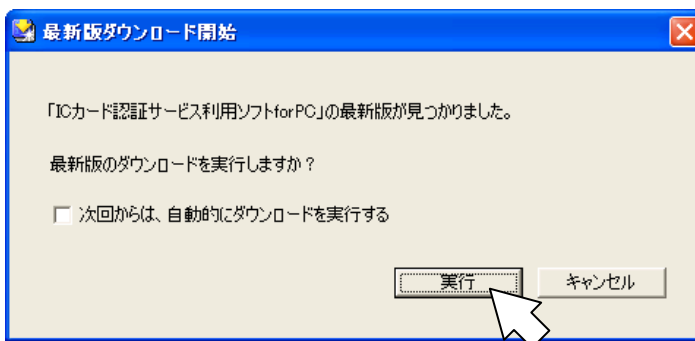 最新版ダウンロード開始
「ICカード認証サービス利用ソフトforPC」の最新版が見つかりました。
最新版のダウンロードを実行しますか？
次回からは、自動的にダウンロードを実行する
実行 キャンセル